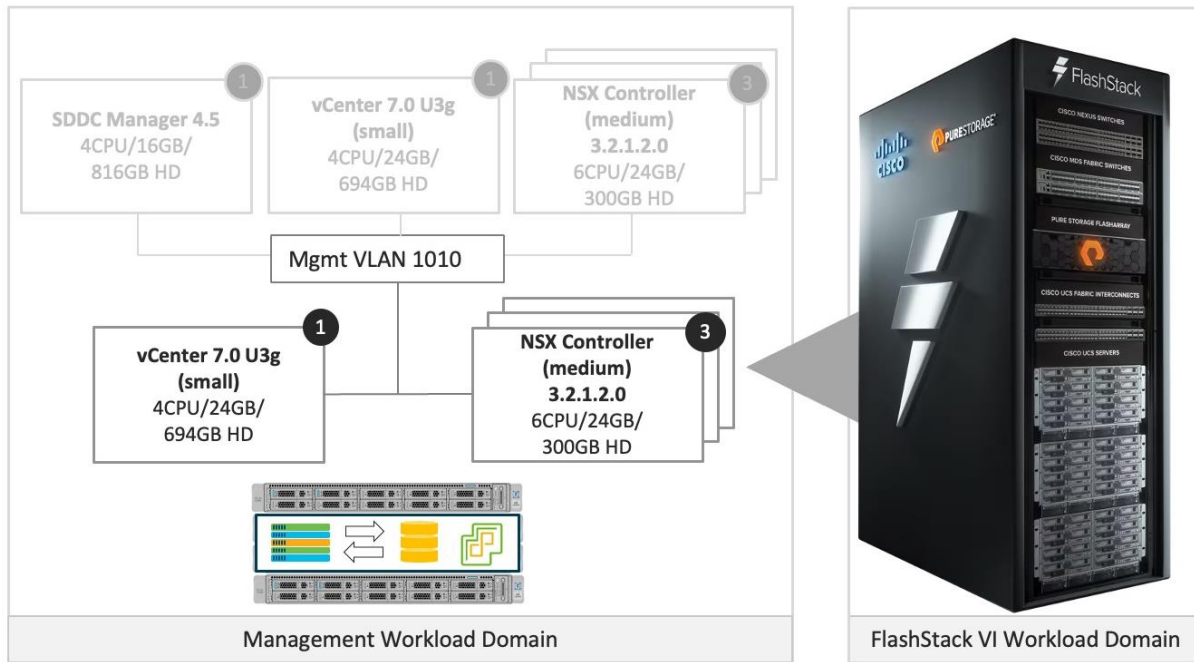 1
SDDC Manager 4.5
4CPU/16GB/
816GB HD
1
vCenter 7.0 U3g
(small)
4CPU/24GB/
694GB HD
3
NSX Controller
(medium)
3.2.1.2.0
6CPU/24GB/
300GB HD
Mgmt VLAN 1010
1
vCenter 7.0 U3g
(small)
4CPU/24GB/
694GB HD
3
NSX Controller
(medium)
3.2.1.2.0
6CPU/24GB/
300GB HD
Management Workload Domain
FlashStack
CISCO
PURESTORAGE®
CISCO NEXUS SWITCHES
CISCO MDS FABRIC SWITCHES
PURE STORAGE FLASHARRAY
CISCO UCS FABRIC INTERCONNECTS
CISCO UCS SERVERS
FlashStack VI Workload Domain